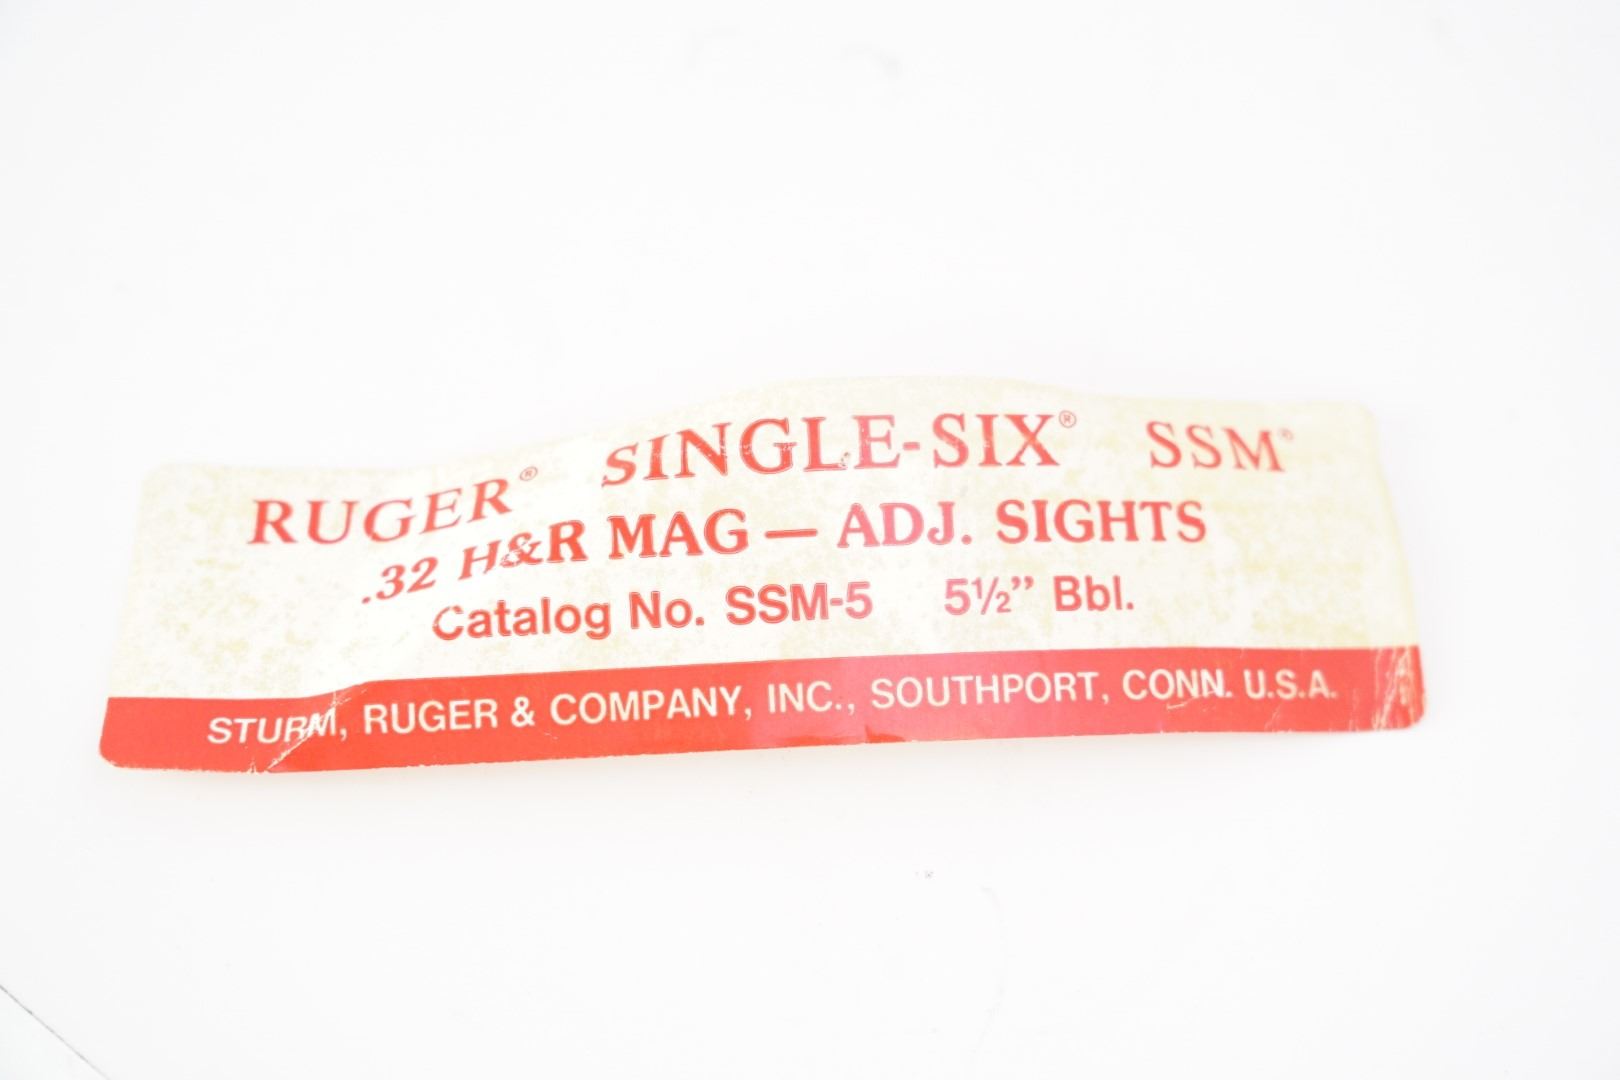 RUGER® SINGLE-SIX® SSM®
.32 H&R MAG — ADJ. SIGHTS
Catalog No. SSM-5 5½” Bbl.
STURM, RUGER & COMPANY, INC., SOUTHPORT, CONN. U.S.A.